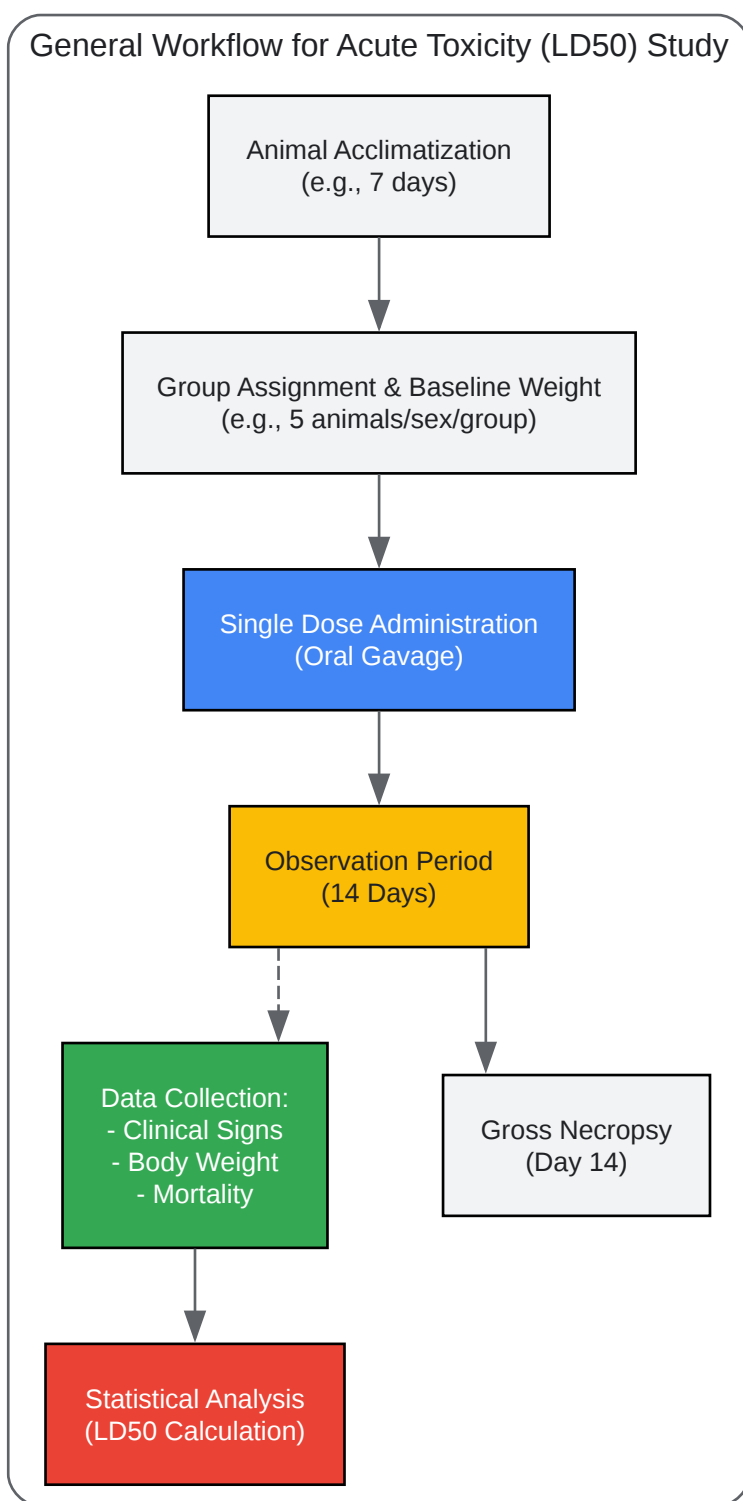 General Workflow for Acute Toxicity (LD50) Study
Animal Acclimatization
(e.g., 7 days)
Group Assignment & Baseline Weight
(e.g., 5 animals/sex/group)
Single Dose Administration
(Oral Gavage)
Observation Period
(14 Days)
Data Collection:
- Clinical Signs
- Body Weight
- Mortality
Gross Necropsy
(Day 14)
Statistical Analysis
(LD50 Calculation)